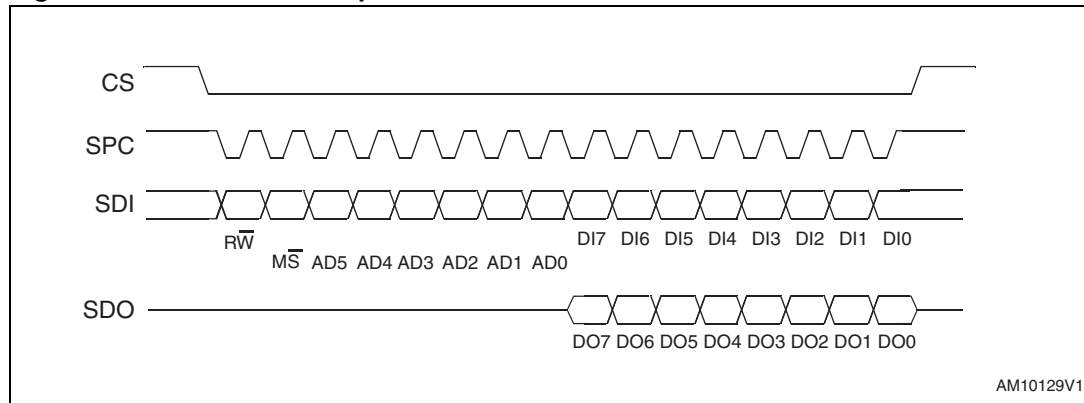 CS
SPC
SDI
RW̅
DI7 DI6 DI5 DI4 DI3 DI2 DI1 DI0
MS̅ AD5 AD4 AD3 AD2 AD1 AD0
SDO
DO7 DO6 DO5 DO4 DO3 DO2 DO1 DO0
AM10129V1